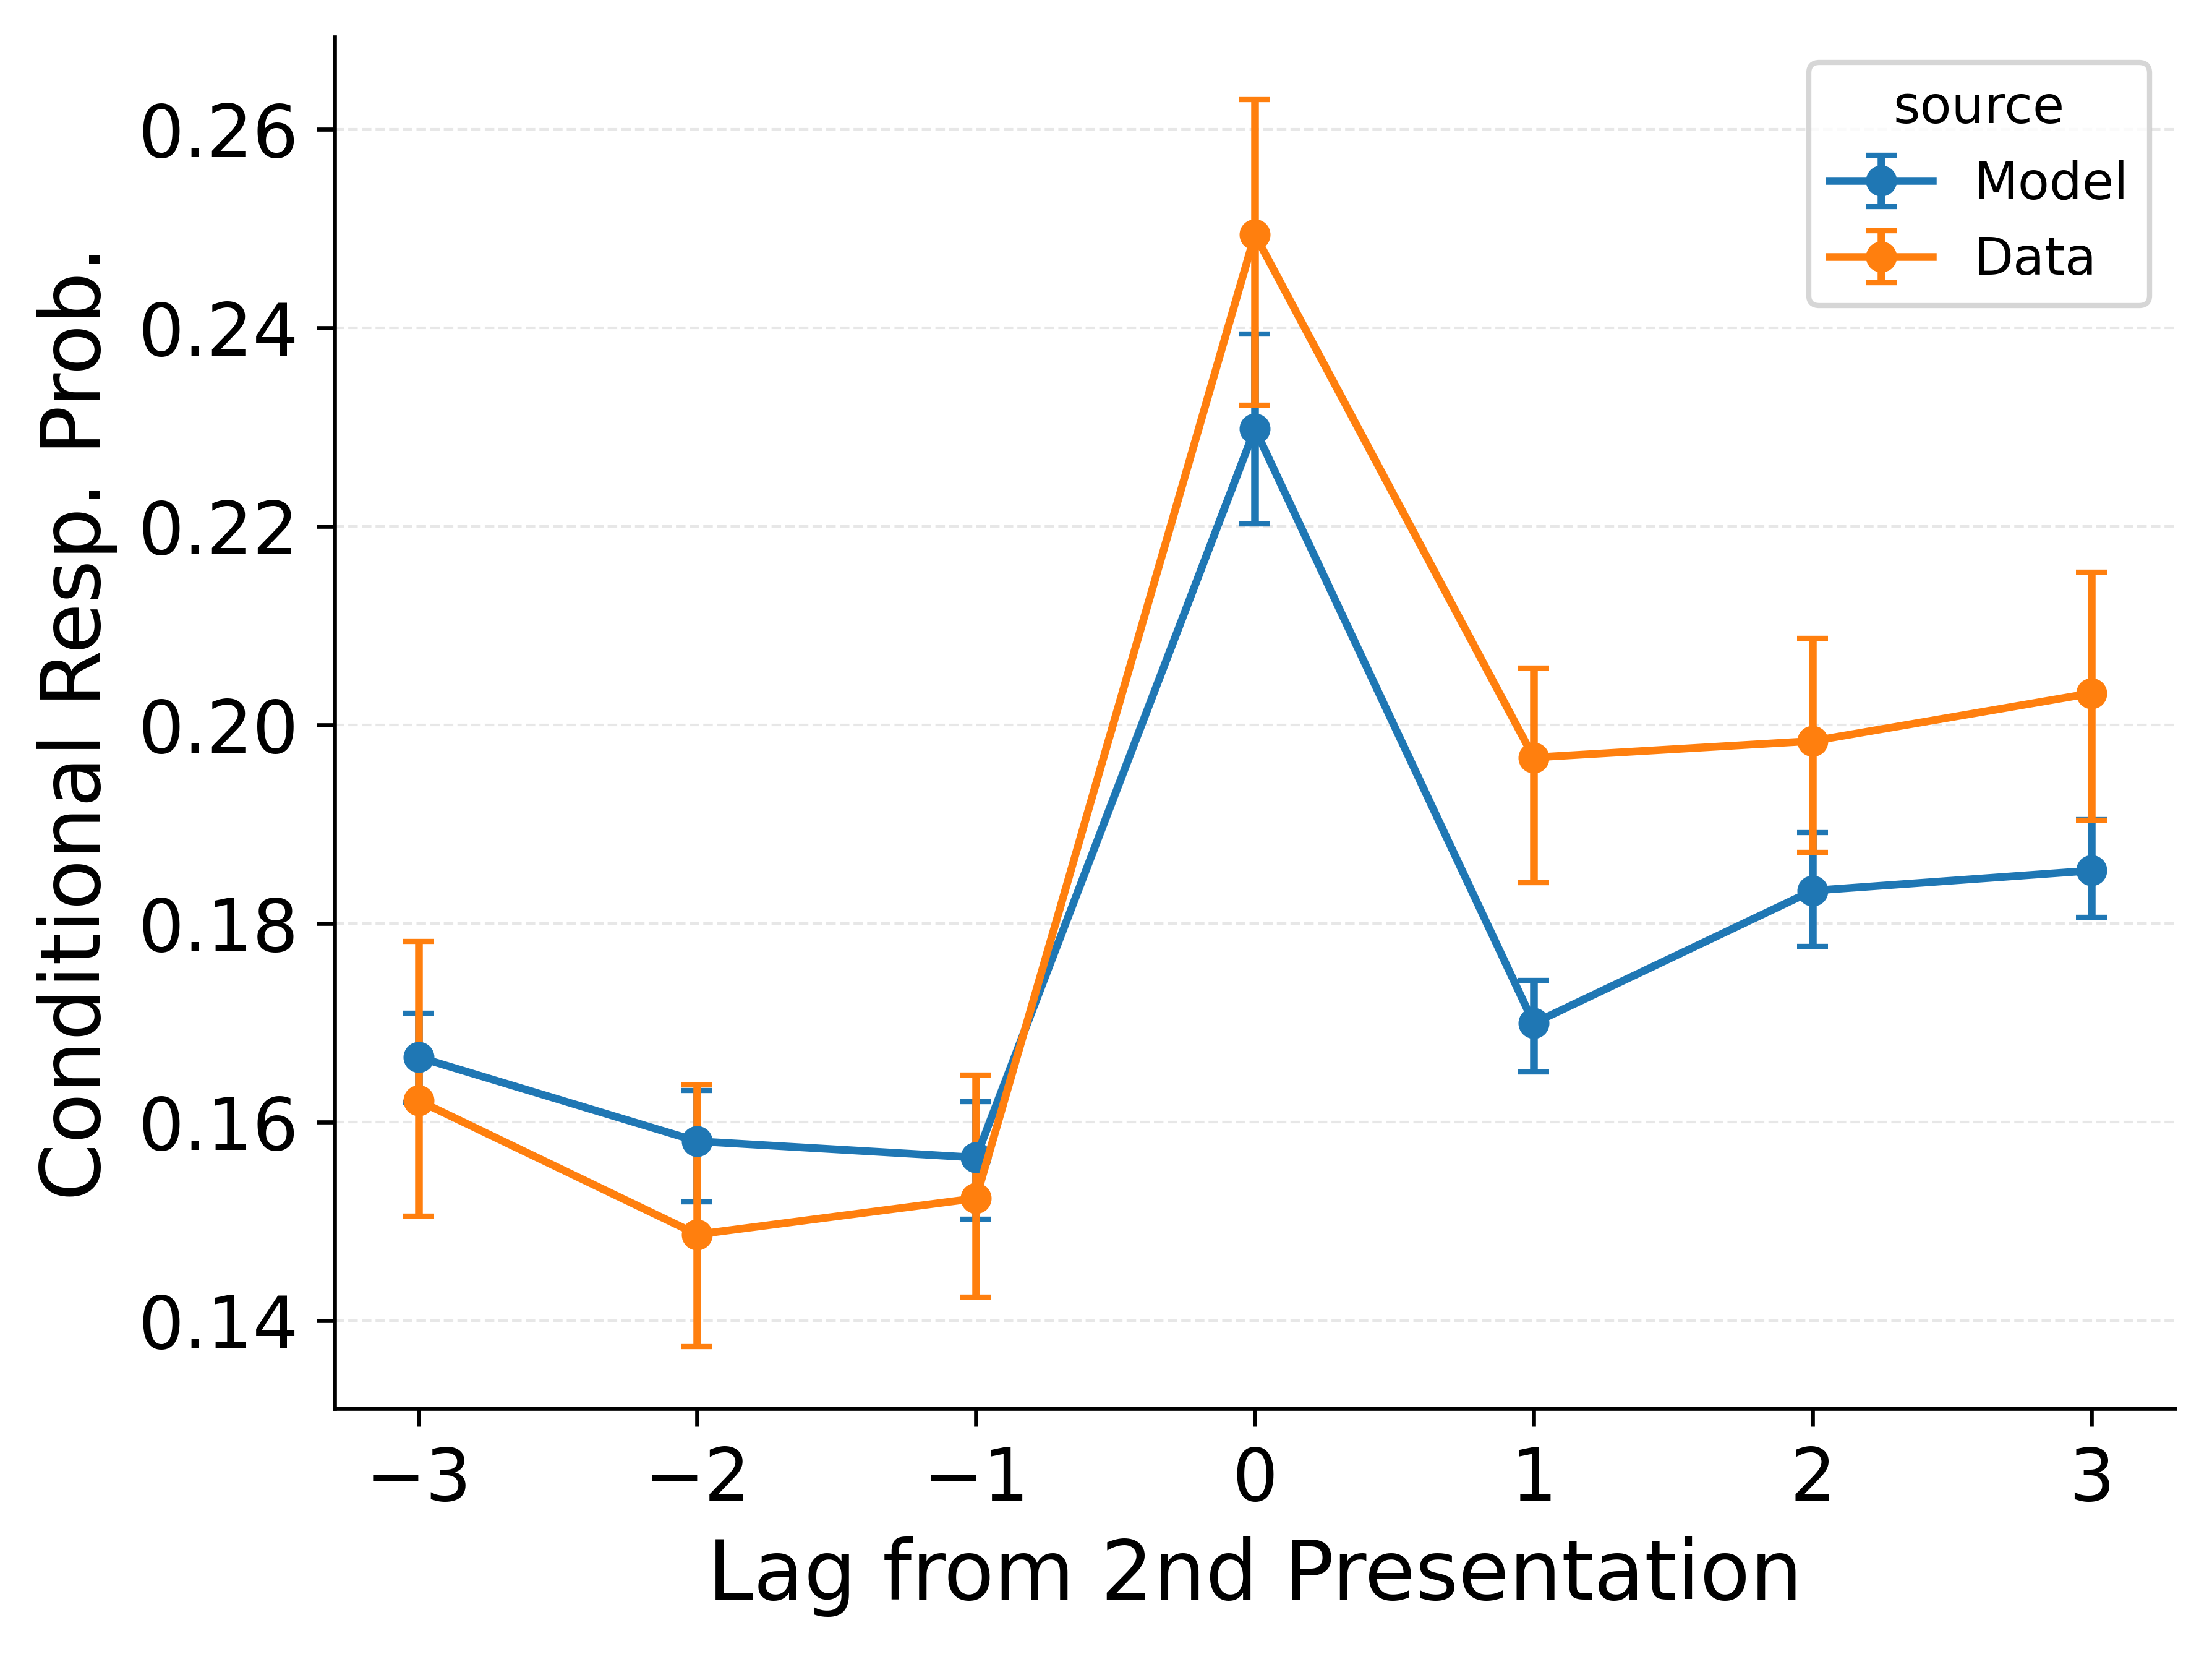 source
Model
Data
Conditional Resp. Prob.
0.26
0.24
0.22
0.20
0.18
0.16
0.14
−3 −2 −1 0 1 2 3
Lag from 2nd Presentation